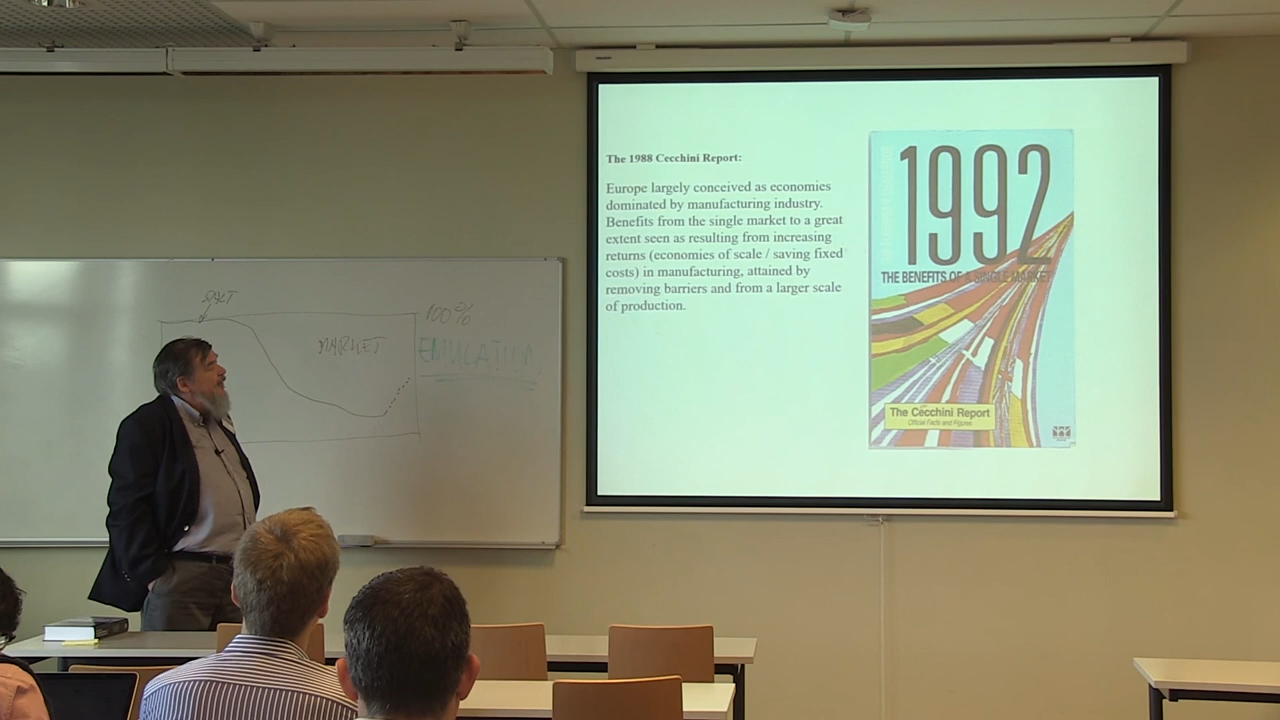 The 1988 Cecchini Report:
Europe largely conceived as economies
dominated by manufacturing industry.
Benefits from the single market to a great
extent seen as resulting from increasing
returns (economies of scale / saving fixed
costs) in manufacturing, attained by
removing barriers and from a larger scale
of production.
1992
THE BENEFITS OF A SINGLE MARKET
The Cecchini Report
Official Facts and Figures
100%
MARKET
EMULATION